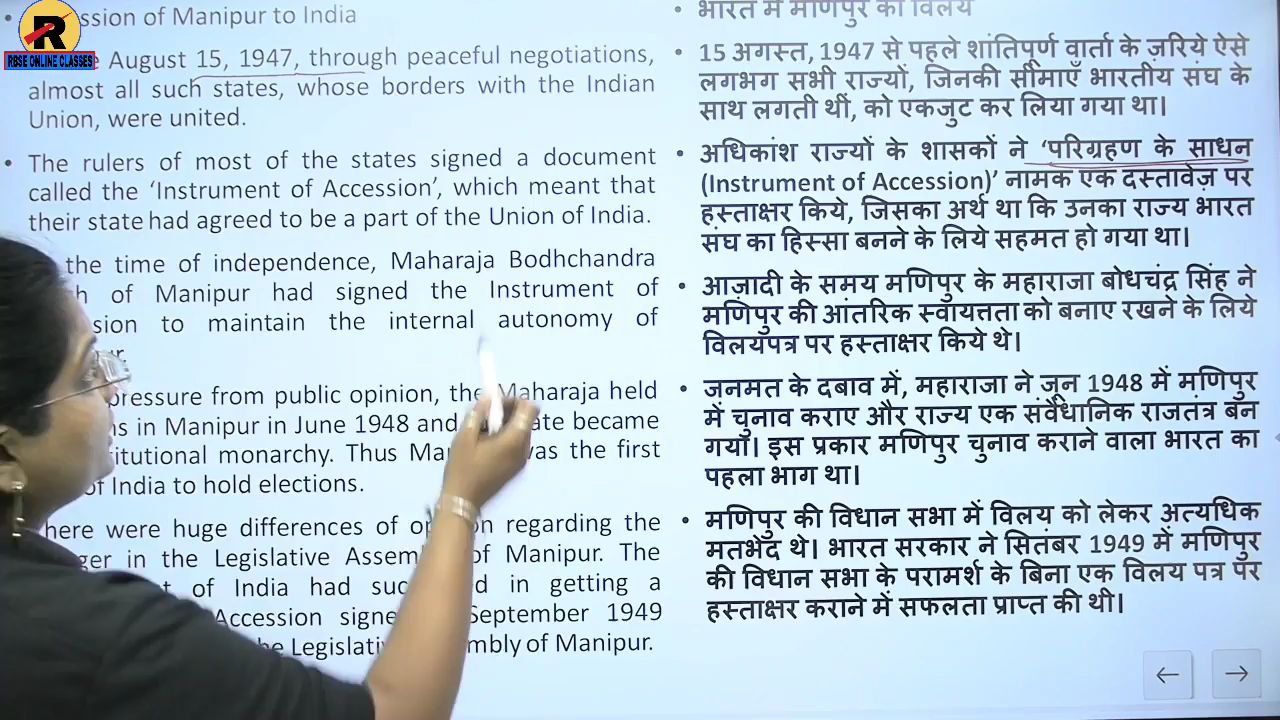 R
RBSE ONLINE CLASSES
ssion of Manipur to India
August 15, 1947, through peaceful negotiations,
almost all such states, whose borders with the Indian
Union, were united.
• The rulers of most of the states signed a document
called the ‘Instrument of Accession’, which meant that
their state had agreed to be a part of the Union of India.
the time of independence, Maharaja Bodhchandra
of Manipur had signed the Instrument of
sion to maintain the internal autonomy of
pressure from public opinion, the Maharaja held
in Manipur in June 1948 and became
itutional monarchy. Thus was the first
of India to hold elections.
here were huge differences of regarding the
in the Legislative of Manipur. The
of India had in getting a
Accession September 1949
Legislati mbly of Manipur.
• भारत में मणिपुर का विलय
• 15 अगस्त, 1947 से पहले शांतिपूर्ण वार्ता के ज़रिये ऐसे
लगभग सभी राज्यों, जिनकी सीमाएँ भारतीय संघ के
साथ लगती थीं, को एकजुट कर लिया गया था।
• अधिकांश राज्यों के शासकों ने ‘परिग्रहण के साधन
(Instrument of Accession)’ नामक एक दस्तावेज़ पर
हस्ताक्षर किये, जिसका अर्थ था कि उनका राज्य भारत
संघ का हिस्सा बनने के लिये सहमत हो गया था।
• आज़ादी के समय मणिपुर के महाराजा बोधचंद्र सिंह ने
मणिपुर की आंतरिक स्वायत्तता को बनाए रखने के लिये
विलयपत्र पर हस्ताक्षर किये थे।
• जनमत के दबाव में, महाराजा ने जून 1948 में मणिपुर
में चुनाव कराए और राज्य एक संवैधानिक राजतंत्र बन
गया। इस प्रकार मणिपुर चुनाव कराने वाला भारत का
पहला भाग था।
• मणिपुर की विधान सभा में विलय को लेकर अत्यधिक
मतभेद थे। भारत सरकार ने सितंबर 1949 में मणिपुर
की विधान सभा के परामर्श के बिना एक विलय पत्र पर
हस्ताक्षर कराने में सफलता प्राप्त की थी।